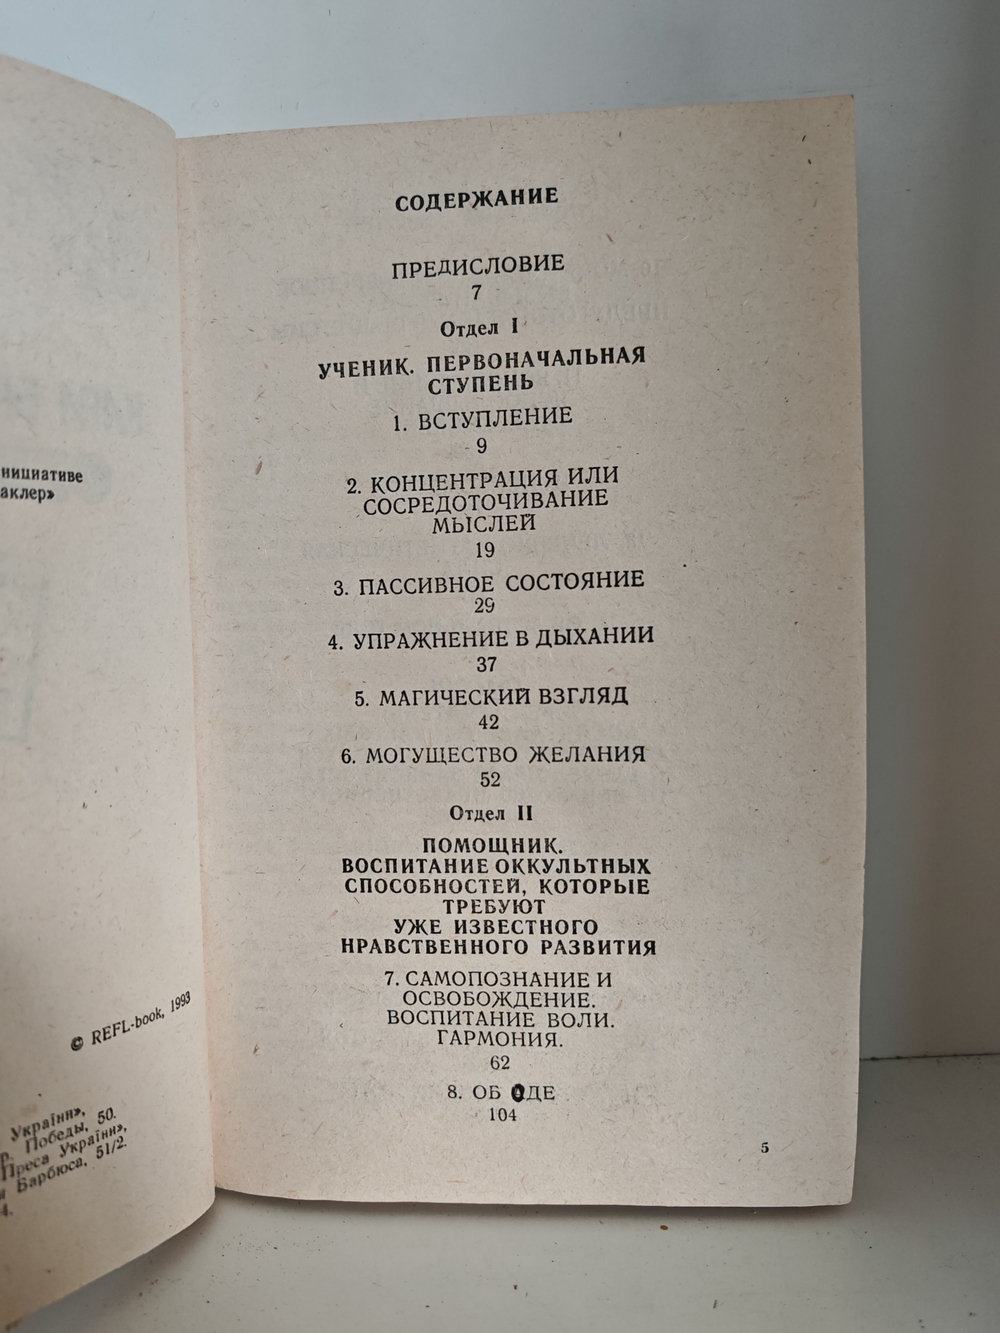 нициативе
аклер»
© REFL-book, 1993
України»,
р. Победы, 50.
Преса України»,
Барбюса, 51/2.
4.
СОДЕРЖАНИЕ
ПРЕДИСЛОВИЕ
7
Отдел I
УЧЕНИК. ПЕРВОНАЧАЛЬНАЯ
СТУПЕНЬ
1. ВСТУПЛЕНИЕ
9
2. КОНЦЕНТРАЦИЯ ИЛИ
СОСРЕДОТОЧИВАНИЕ
МЫСЛЕЙ
19
3. ПАССИВНОЕ СОСТОЯНИЕ
29
4. УПРАЖНЕНИЕ В ДЫХАНИИ
37
5. МАГИЧЕСКИЙ ВЗГЛЯД
42
6. МОГУЩЕСТВО ЖЕЛАНИЯ
52
Отдел II
ПОМОЩНИК.
ВОСПИТАНИЕ ОККУЛЬТНЫХ
СПОСОБНОСТЕЙ, КОТОРЫЕ
ТРЕБУЮТ
УЖЕ ИЗВЕСТНОГО
НРАВСТВЕННОГО РАЗВИТИЯ
7. САМОПОЗНАНИЕ И
ОСВОБОЖДЕНИЕ.
ВОСПИТАНИЕ ВОЛИ.
ГАРМОНИЯ.
62
8. ОБ ОДЕ
104
5